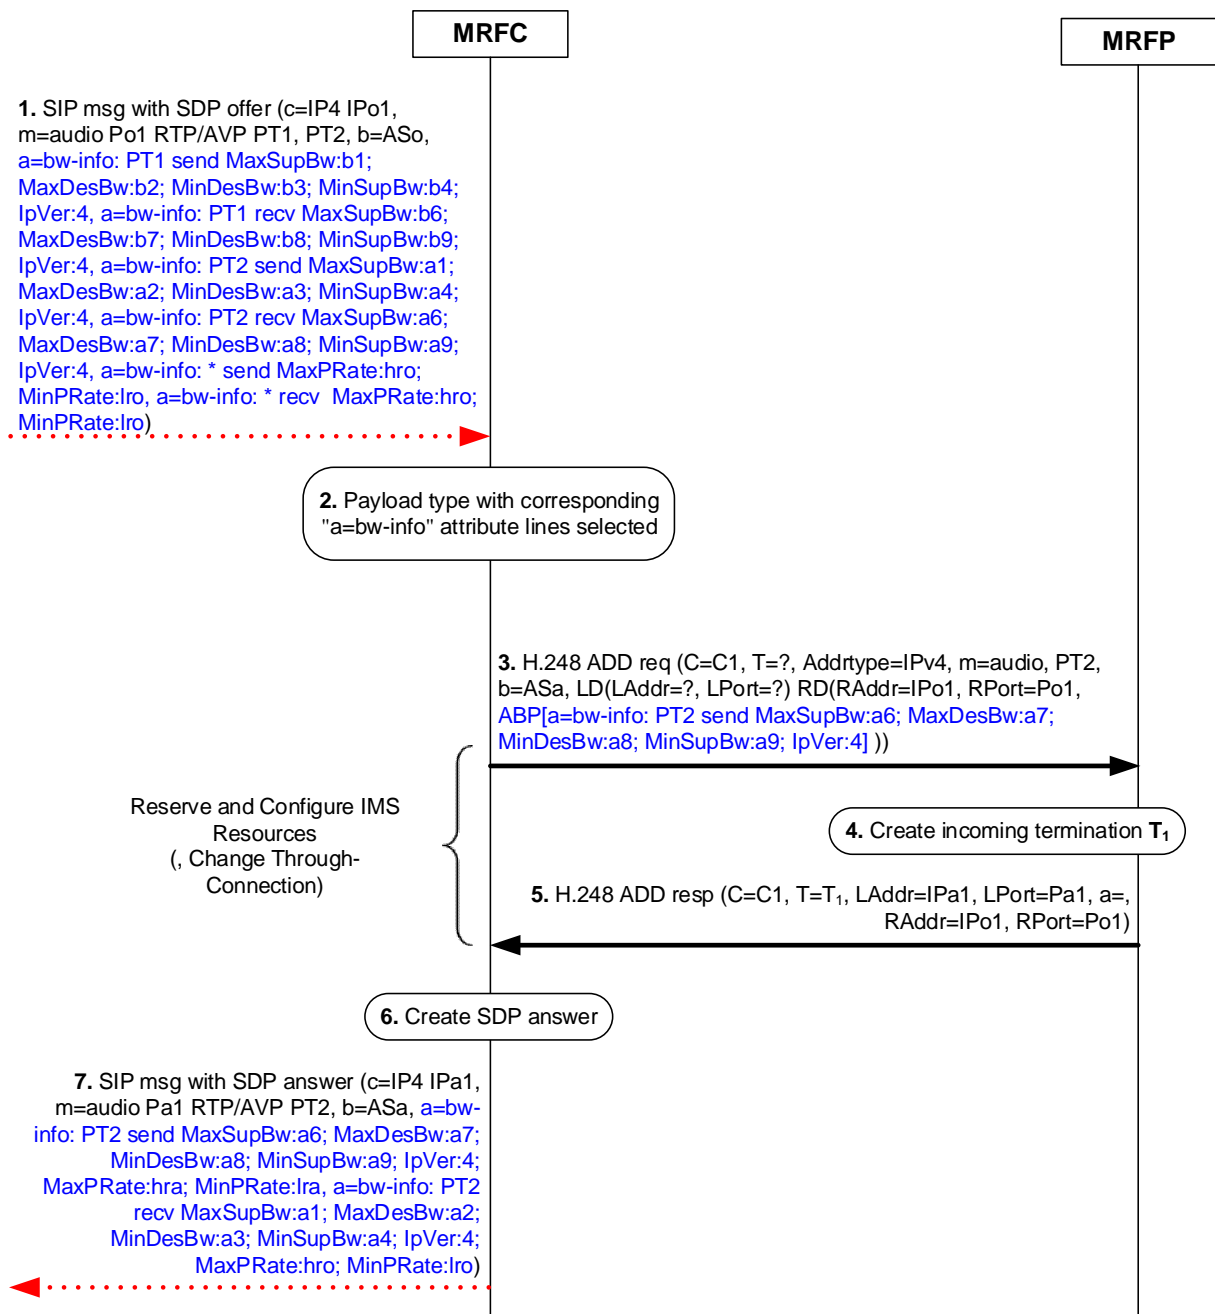 MRFC
MRFP
1. SIP msg with SDP offer (c=IP4 IPo1,
m=audio Po1 RTP/AVP PT1, PT2, b=ASo,
a=bw-info: PT1 send MaxSupBw:b1;
MaxDesBw:b2; MinDesBw:b3; MinSupBw:b4;
IpVer:4, a=bw-info: PT1 recv MaxSupBw:b6;
MaxDesBw:b7; MinDesBw:b8; MinSupBw:b9;
IpVer:4, a=bw-info: PT2 send MaxSupBw:a1;
MaxDesBw:a2; MinDesBw:a3; MinSupBw:a4;
IpVer:4, a=bw-info: PT2 recv MaxSupBw:a6;
MaxDesBw:a7; MinDesBw:a8; MinSupBw:a9;
IpVer:4, a=bw-info: * send MaxPRate:hro;
MinPRate:lro, a=bw-info: * recv  MaxPRate:hro;
MinPRate:lro)
2. Payload type with corresponding
"a=bw-info" attribute lines selected
3. H.248 ADD req (C=C1, T=?, Addrtype=IPv4, m=audio, PT2,
b=ASa, LD(LAddr=?, LPort=?) RD(RAddr=IPo1, RPort=Po1,
ABP[a=bw-info: PT2 send MaxSupBw:a6; MaxDesBw:a7;
MinDesBw:a8; MinSupBw:a9; IpVer:4] ))
Reserve and Configure IMS
Resources
(, Change Through-
Connection)
4. Create incoming termination T₁
5. H.248 ADD resp (C=C1, T=T₁, LAddr=IPa1, LPort=Pa1, a=,
RAddr=IPo1, RPort=Po1)
6. Create SDP answer
7. SIP msg with SDP answer (c=IP4 IPa1,
m=audio Pa1 RTP/AVP PT2, b=ASa, a=bw-
info: PT2 send MaxSupBw:a6; MaxDesBw:a7;
MinDesBw:a8; MinSupBw:a9; IpVer:4;
MaxPRate:hra; MinPRate:lra, a=bw-info: PT2
recv MaxSupBw:a1; MaxDesBw:a2;
MinDesBw:a3; MinSupBw:a4; IpVer:4;
MaxPRate:hro; MinPRate:lro)